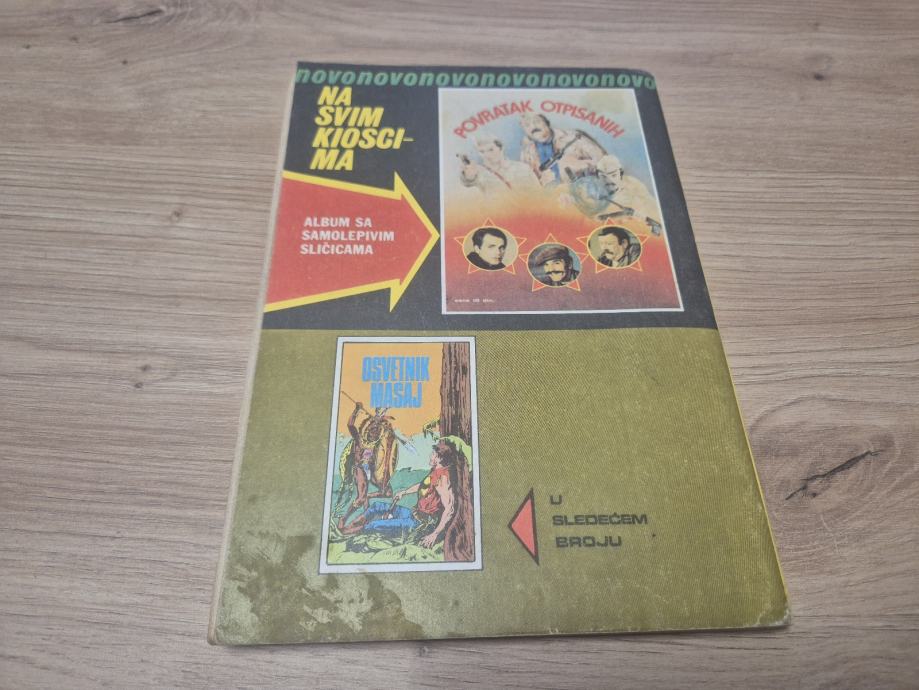 novonovonovonovonovonovo
NA
SVIM
KIOSCI-
MA
ALBUM SA
SAMOLEPIVIM
SLIČICAMA
POVRATAK OTPISANIH
OSVETNIK
MASAJ
U
SLEDEĆEM
BROJU